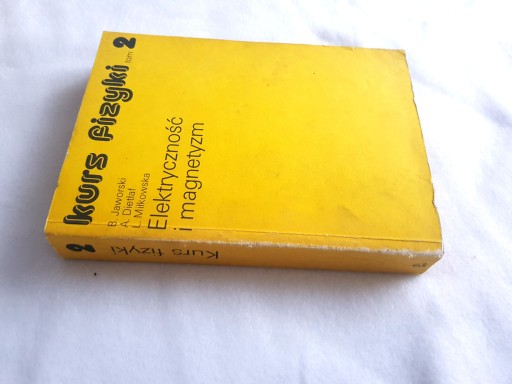 kurs fizyki tom 2
B. Jaworski
A. Dietłaf
L. Miłkowska
Elektryczność
i magnetyzm
2 Kurs fizyki